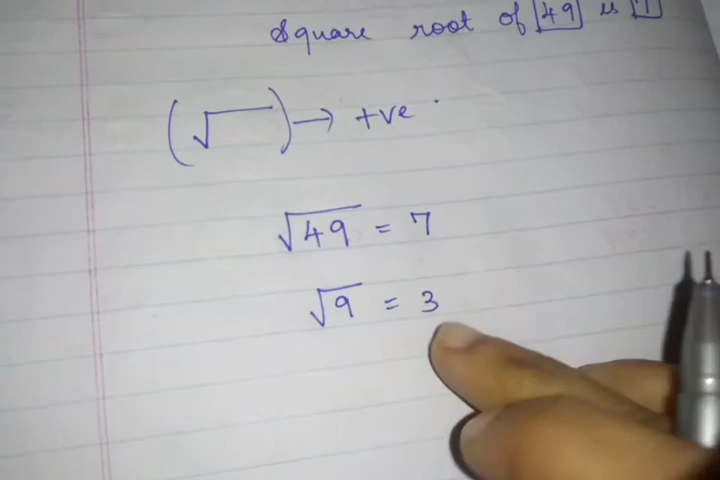 Square root of 49 is
(√ ) → +ve
√49 = 7
√9 = 3